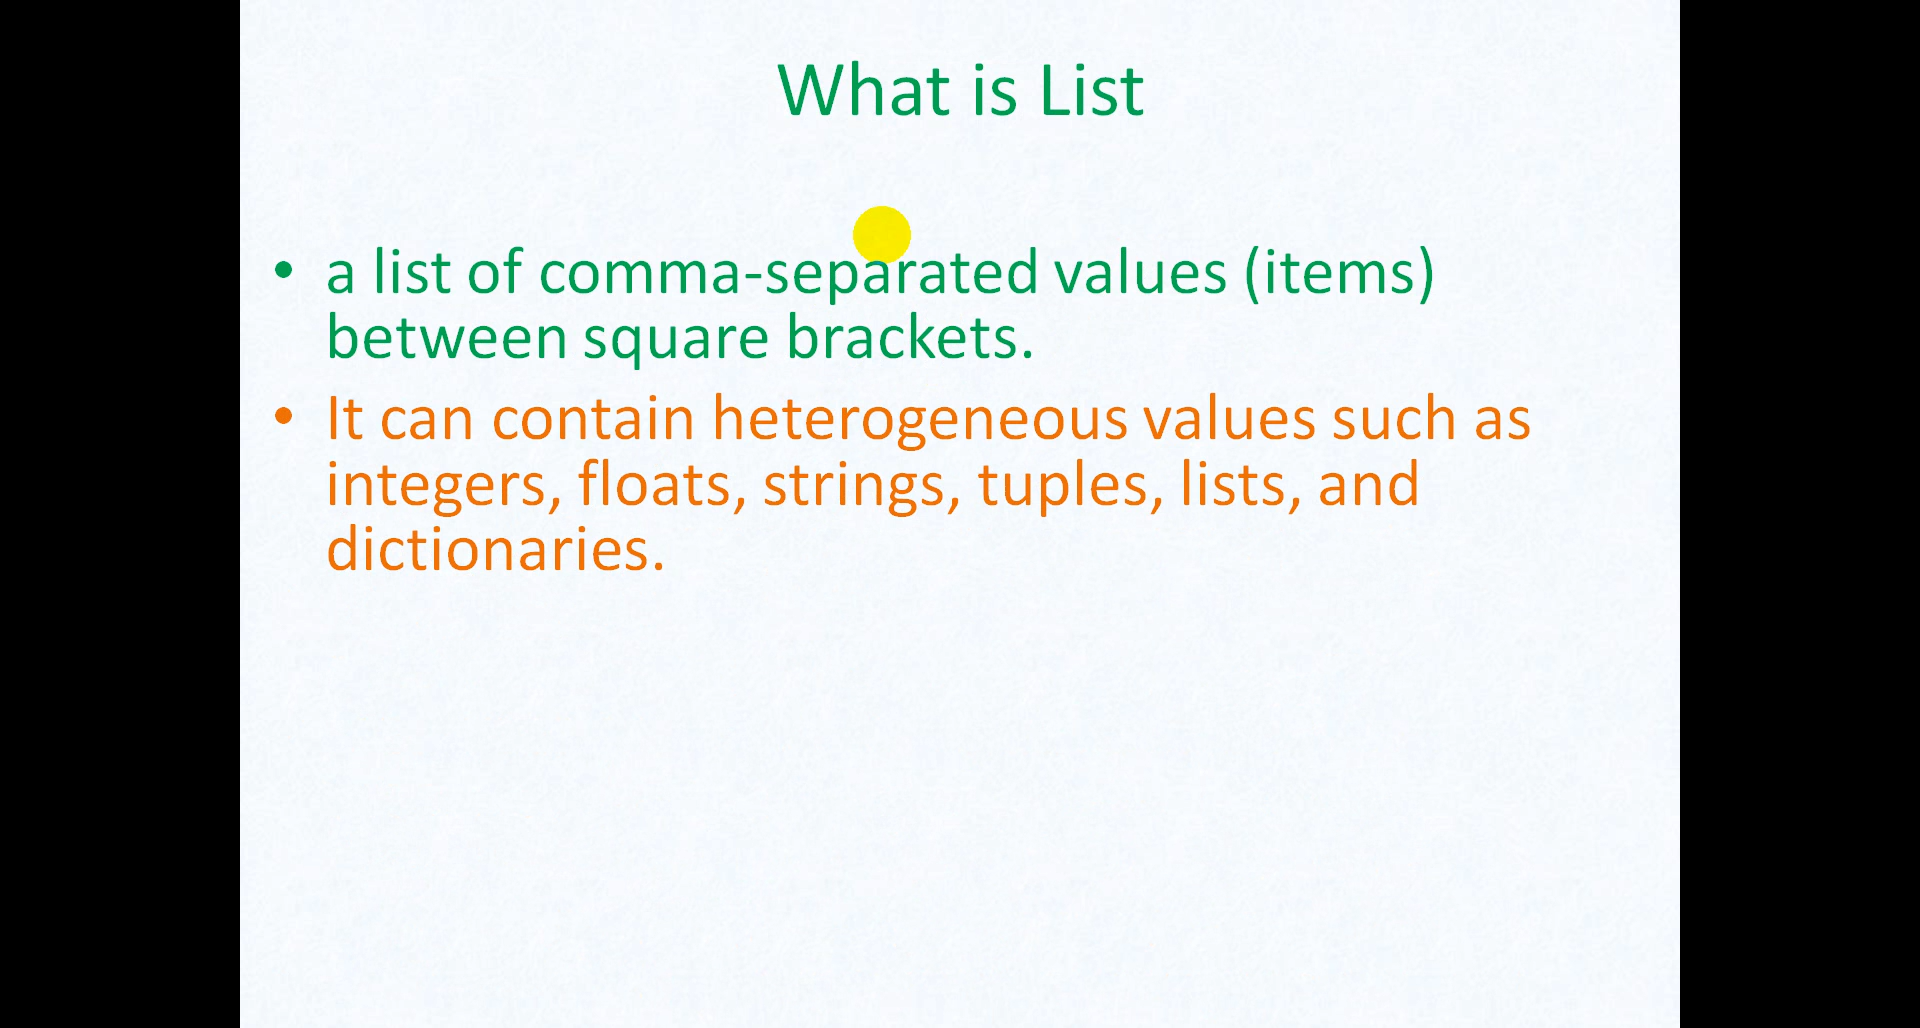 What is List
• a list of comma-separated values (items)
between square brackets.
• It can contain heterogeneous values such as
integers, floats, strings, tuples, lists, and
dictionaries.